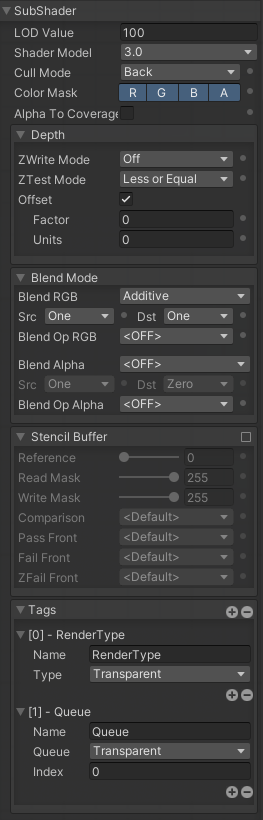 SubShader
LOD Value 100
Shader Model 3.0
Cull Mode Back
Color Mask R G B A
Alpha To Coverage
Depth
ZWrite Mode Off
ZTest Mode Less or Equal
Offset
Factor 0
Units 0
Blend Mode
Blend RGB Additive
Src One Dst One
Blend Op RGB <OFF>
Blend Alpha <OFF>
Src One Dst Zero
Blend Op Alpha <OFF>
Stencil Buffer
Reference 0
Read Mask 255
Write Mask 255
Comparison <Default>
Pass Front <Default>
Fail Front <Default>
ZFail Front <Default>
Tags
[0] - RenderType
Name RenderType
Type Transparent
[1] - Queue
Name Queue
Queue Transparent
Index 0